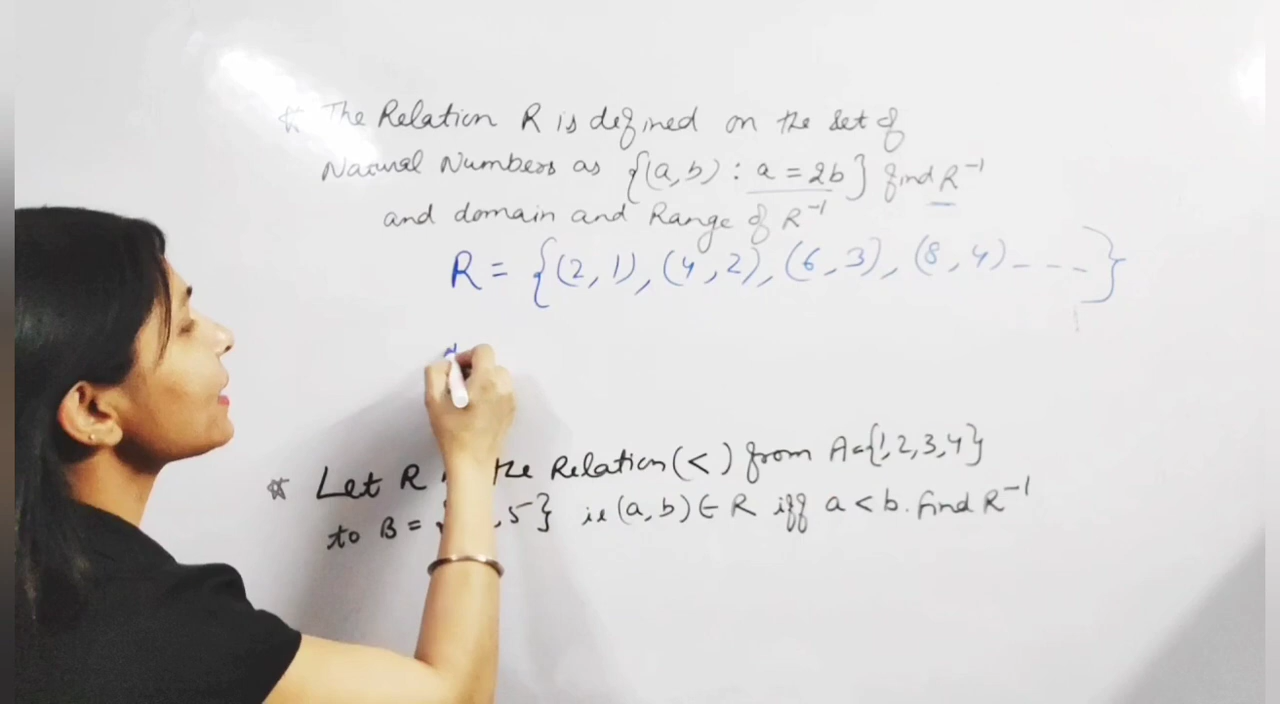 ☆ The Relation R is defined on the set of
Natural Numbers as {(a,b) : a = 2b} find R⁻¹
and domain and Range of R⁻¹
R = {(2,1), (4,2), (6,3), (8,4)----}
☆ Let R the Relation (<) from A={1,2,3,4}
to B = { ,5} ie (a,b) ∈ R iff a < b. find R⁻¹